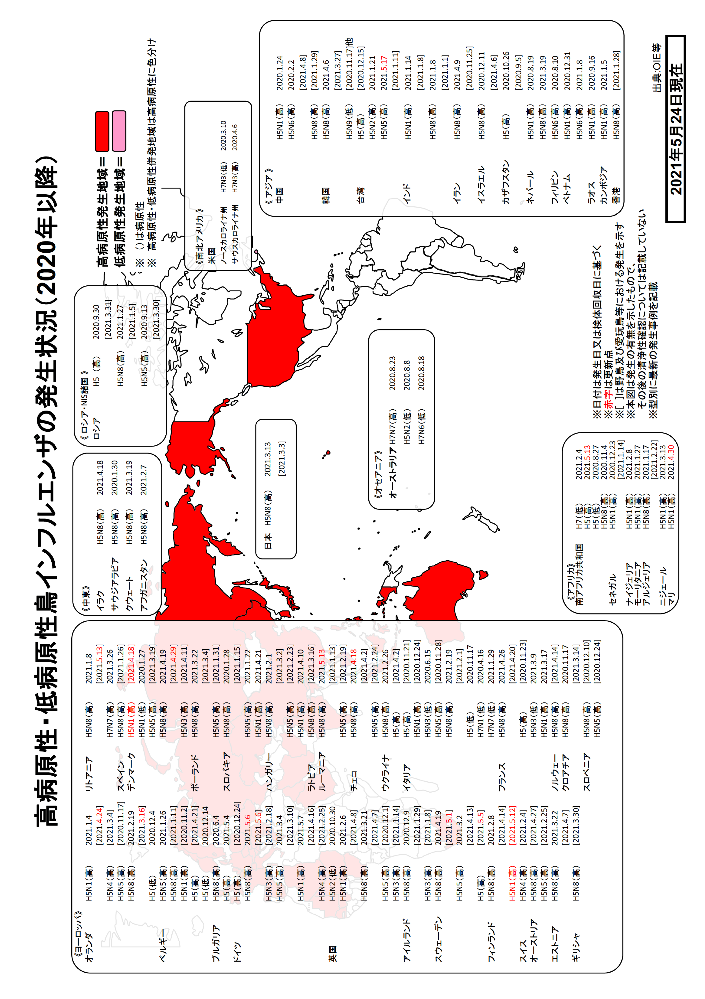 高病原性・低病原性鳥インフルエンザの発生状況（2020年以降）
高病原性発生地域＝
低病原性発生地域＝
※ （）は病原性
※ 高病原性・低病原性併発地域は高病原性に色分け
《ヨーロッパ》
オランダ H5N1（高） 2021.1.4
[2021.4.24]
H5N4（高） [2021.3.4]
H5N5（高） [2020.11.17]
H5N8（高） 2021.2.19
[2021.3.16]
H5（低） 2020.12.4
ベルギー H5N5（高） 2021.1.26
H5N8（高） [2021.1.11]
H5N1（高） [2020.11.2]
H5（高） [2021.4.21]
H5（低） 2020.12.14
ブルガリア H5N8（高） 2020.6.4
H5（高） 2021.5.4
ドイツ H5（高） [2020.12.24]
H5N8（高） 2021.5.6
[2021.5.6]
H5N3（高） [2021.2.18]
H5N5（高） 2021.3.4
[2021.3.10]
H5N1（高） 2021.5.7
[2021.4.16]
H5N4（高） [2021.2.25]
英国 H5N2（低） 2020.10.30
H5N1（高） 2021.2.6
[2021.4.8]
H5N8（高） 2021.3.21
[2021.4.7]
H5N5（高） [2020.12.1]
H5N3（高） [2021.1.14]
アイルランド H5N8（高） 2020.12.9
[2021.1.29]
H5N3（高） [2021.1.8]
スウェーデン H5N8（高） 2021.4.19
[2021.5.1]
H5N5（高） 2021.3.2
[2021.4.13]
H5（高） [2021.5.5]
フィンランド H5N8（高） 2021.2.8
[2021.4.14]
H5N1（高） [2021.5.12]
スイス H5N4（高） [2021.2.4]
オーストリア H5N8（高） [2021.4.27]
H5N5（高） [2021.2.25]
エストニア H5N8（高） 2021.3.22
[2021.4.7]
ギリシャ H5N8（高） [2021.3.30]
リトアニア H5N8（高） 2021.1.8
[2021.5.13]
H7N7（高） 2021.3.26
スペイン H5N8（高） [2021.1.26]
デンマーク H5N1（高） [2021.4.18]
H5N1（低） 2020.1.27
H5N5（高） [2021.3.19]
H5N8（高） 2021.4.19
[2021.4.29]
H5N3（高） [2021.4.11]
ポーランド H5N8（高） 2021.3.22
[2021.3.4]
H5N5（高） [2021.1.31]
スロバキア H5N8（高） 2020.1.28
[2021.1.15]
H5N5（高） 2021.1.22
H5N1（高） 2021.4.21
ハンガリー H5N8（高） 2021.2.1
[2021.3.2]
H5N5（高） [2021.2.23]
H5N1（高） 2021.4.10
ラトビア H5N8（高） [2021.3.16]
ルーマニア H5N8（高） 2021.5.13
[2021.1.13]
H5N5（高） [2021.2.19]
チェコ H5N8（高） 2021.4.18
[2021.4.2]
H5N5（高） [2021.2.24]
ウクライナ H5N8（高） 2021.2.26
H5（高） [2021.4.2]
イタリア H5（高） [2020.11.21]
H5N1（高） [2020.12.24]
H5N3（低） 2020.6.15
H5N5（高） [2020.11.28]
H5N8（高） 2021.2.19
[2021.2.1]
H5（低） 2020.11.17
H7N1（低） 2020.4.16
H7N7（低） 2021.1.29
フランス H5N8（高） 2021.4.26
[2021.4.20]
H5（高） [2020.11.23]
H5N3（低） 2021.3.9
H5N1（高） 2021.3.17
ノルウェー H5N8（高） [2021.4.14]
クロアチア H5N8（高） 2020.11.17
[2021.3.14]
スロベニア H5N8（高） [2020.12.10]
H5N5（高） [2020.12.24]
《中東》
イラク H5N8（高） 2021.4.18
サウジアラビア H5N8（高） 2020.1.30
クウェート H5N8（高） 2021.3.19
アフガニスタン H5N8（高） 2021.2.7
《 ロシア・NIS諸国 》
ロシア H5 （高） 2020.9.30
[2021.3.31]
H5N8（高） 2021.1.27
[2021.1.5]
H5N5（高） 2020.9.13
[2021.3.30]
《南北アメリカ 》
米国
ノースカロライナ州 H7N3（低） 2020.3.10
サウスカロライナ州 H7N3（高） 2020.4.6
日本 H5N8（高） 2021.3.13
[2021.3.3]
《オセアニア》
オーストラリア H7N7（高） 2020.8.23
H5N2（低） 2020.8.8
H7N6（低） 2020.8.18
《 アジア 》
中国 H5N1（高） 2020.1.24
H5N6（高） 2020.2.2
[2021.4.8]
H5N8（高） [2021.1.29]
韓国 H5N8（高） 2021.4.6
[2021.3.27]
H5N9（低） [2020.11.17]他
台湾 H5（高） [2020.12.15]
H5N2（高） 2021.1.21
H5N5（高） 2021.5.17
[2021.1.11]
インド H5N1（高） 2021.1.14
[2021.1.8]
H5N8（高） 2021.1.8
[2021.1.1]
イラン H5N8（高） 2021.4.9
[2020.11.25]
イスラエル H5N8（高） 2020.12.11
[2021.4.6]
カザフスタン H5（高） 2020.10.26
[2020.9.5]
ネパール H5N1（高） 2020.8.19
H5N8（高） 2021.3.19
フィリピン H5N6（高） 2020.8.10
ベトナム H5N1（高） 2020.12.31
H5N6（高） 2021.1.8
ラオス H5N1（高） 2020.9.16
カンボジア H5N1（高） 2021.1.5
香港 H5N8（高） [2021.1.28]
《アフリカ》
南アフリカ共和国 H7（低） 2021.2.4
H5（高） 2021.5.13
H5（低） 2020.8.27
H5N8（高） 2020.11.4
セネガル H5N1（高） 2020.12.23
[2021.1.14]
ナイジェリア H5N1（高） 2021.2.8
モーリタニア H5N1（高） 2021.1.27
アルジェリア H5N8（高） 2021.1.17
[2021.2.22]
ニジェール H5N1（高） 2021.3.13
マリ H5N1（高） 2021.4.30
※日付は発生日又は検体回収日に基づく
※赤字は更新点
※[ ]は野鳥及び愛玩鳥等における発生を示す
※本図は発生の有無を示したもので、
その後の清浄性確認については記載していない
※型別に最新の発生事例を記載
出典：OIE等
2021年5月24日現在